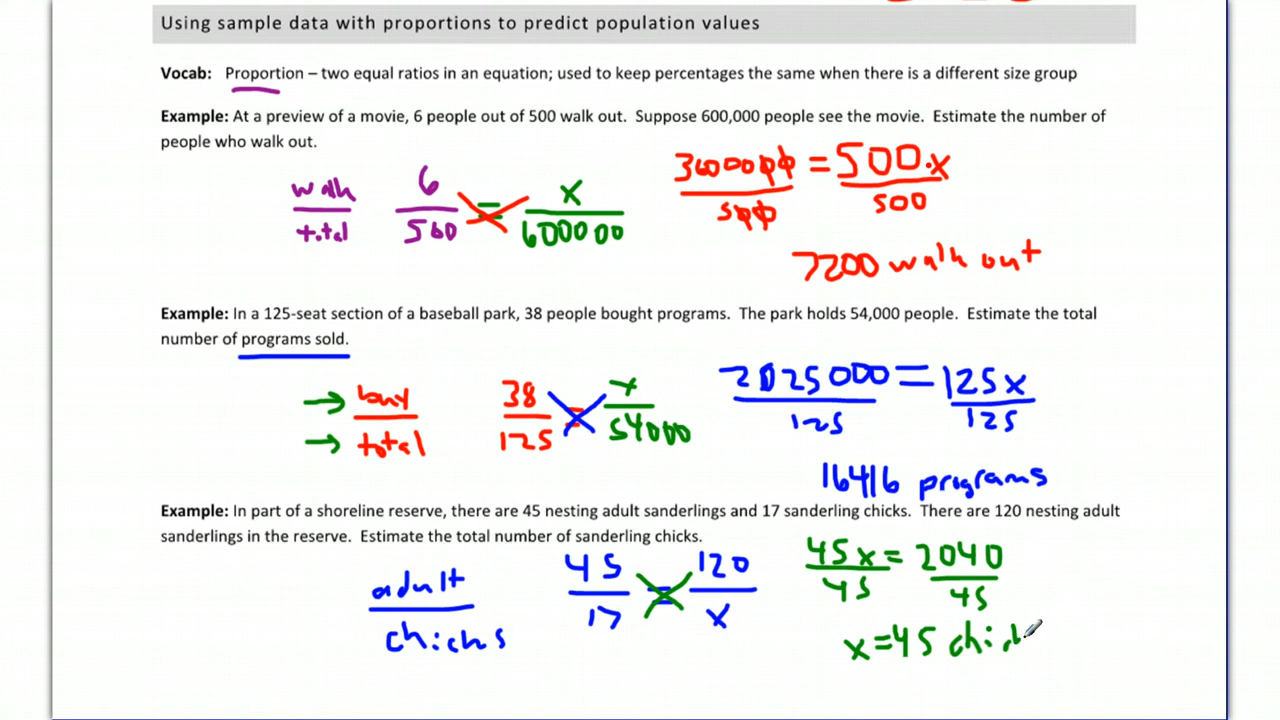 Using sample data with proportions to predict population values
Vocab: Proportion – two equal ratios in an equation; used to keep percentages the same when there is a different size group
Example: At a preview of a movie, 6 people out of 500 walk out. Suppose 600,000 people see the movie. Estimate the number of
people who walk out.
walk
total
6
500
=
x
600000
3600000 = 500·x
500
500
7200 walk out
Example: In a 125-seat section of a baseball park, 38 people bought programs. The park holds 54,000 people. Estimate the total
number of programs sold.
buy
total
38
125
=
x
54000
2025000 = 125x
125
125
16416 programs
Example: In part of a shoreline reserve, there are 45 nesting adult sanderlings and 17 sanderling chicks. There are 120 nesting adult
sanderlings in the reserve. Estimate the total number of sanderling chicks.
adult
chicks
45
17
=
120
x
45x = 2040
45
45
x=45 chi